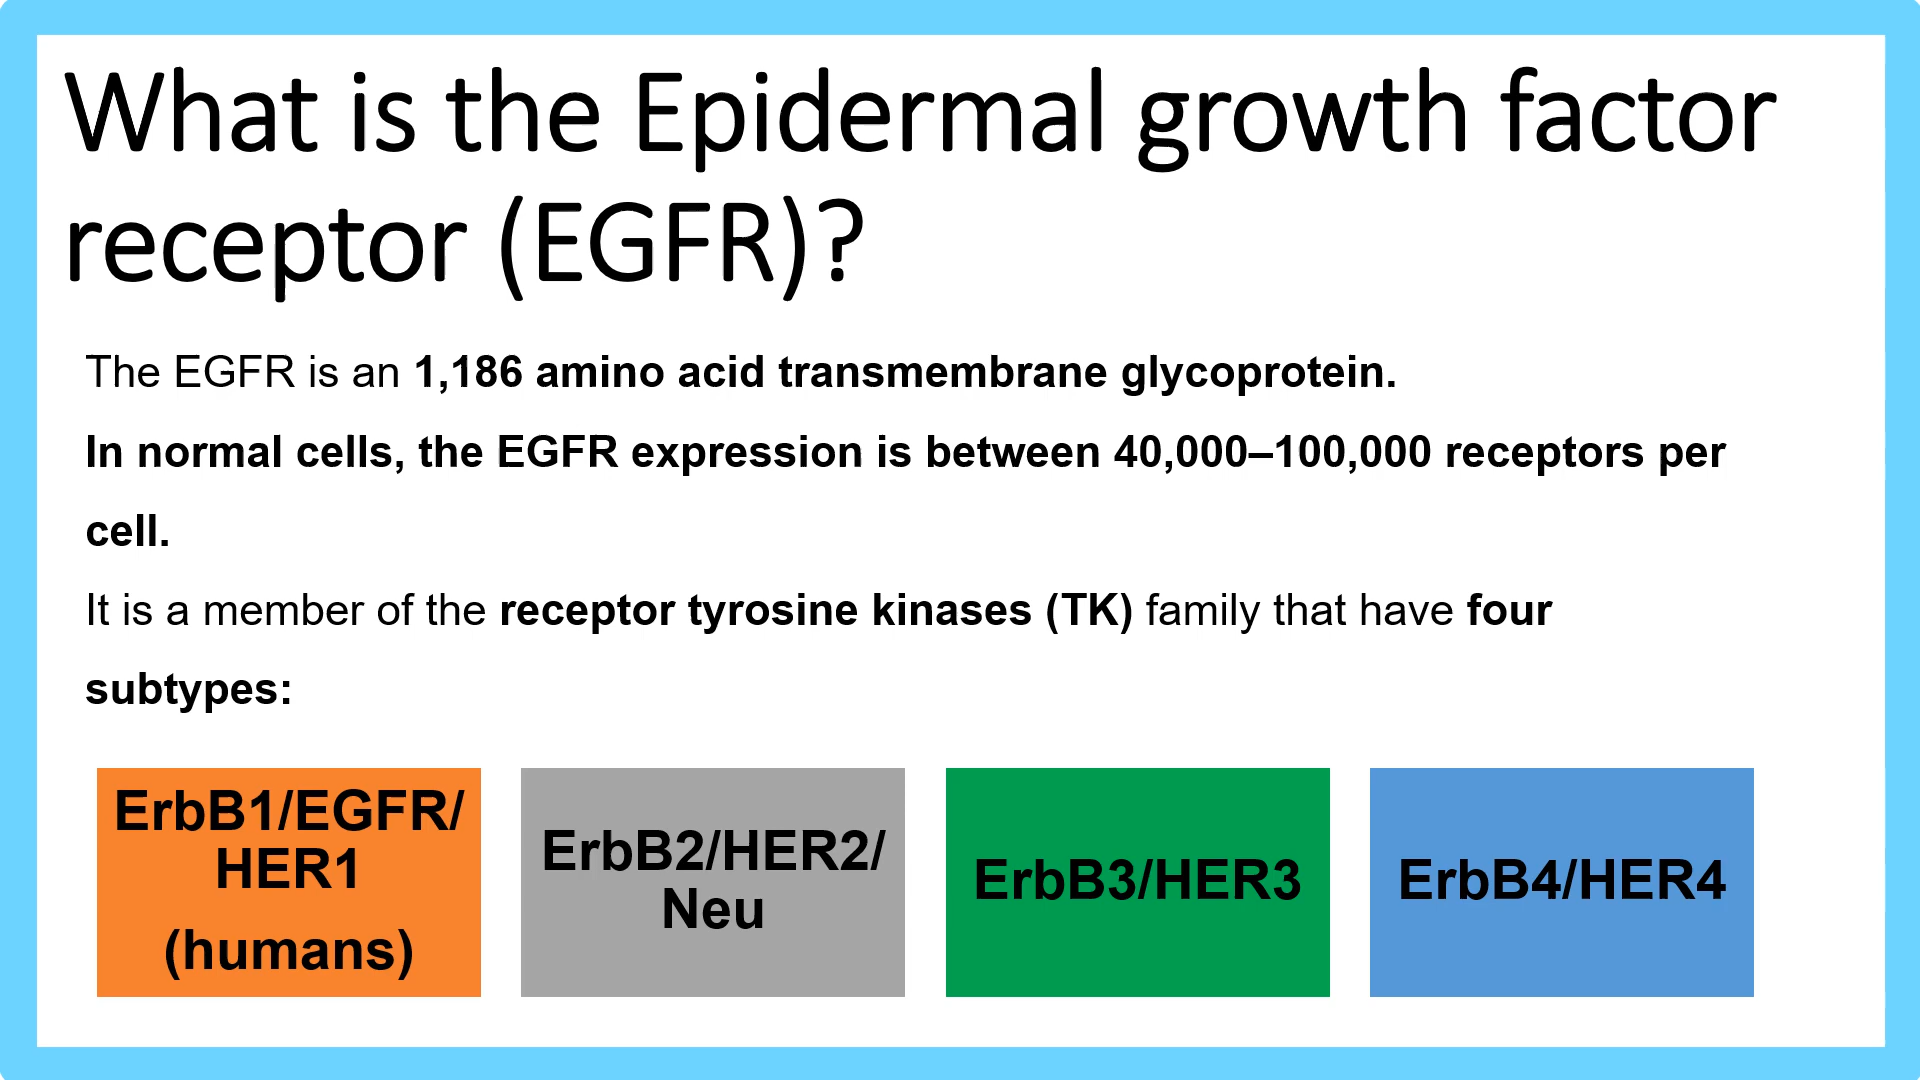 What is the Epidermal growth factor
receptor (EGFR)?
The EGFR is an 1,186 amino acid transmembrane glycoprotein.
In normal cells, the EGFR expression is between 40,000–100,000 receptors per
cell.
It is a member of the receptor tyrosine kinases (TK) family that have four
subtypes:
ErbB1/EGFR/
HER1
(humans)
ErbB2/HER2/
Neu
ErbB3/HER3
ErbB4/HER4